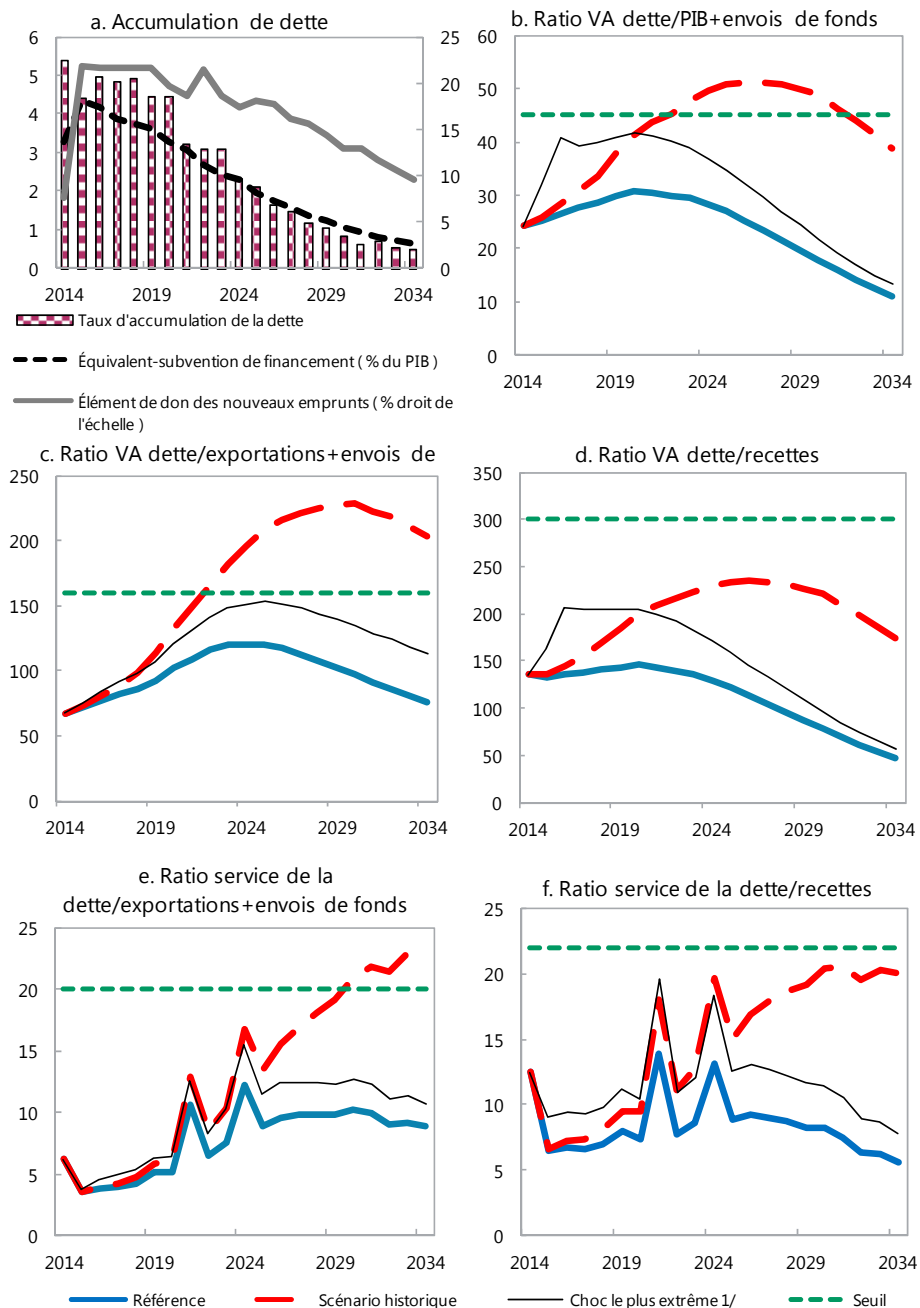 a. Accumulation de dette
6
5
4
3
2
1
0
25
20
15
10
5
0
2014 2019 2024 2029 2034
Taux d'accumulation de la dette
Équivalent-subvention de financement ( % du PIB )
Élément de don des nouveaux emprunts ( % droit de
l'échelle )
b. Ratio VA dette/PIB+envois de fonds
60
50
40
30
20
10
0
2014 2019 2024 2029 2034
c. Ratio VA dette/exportations+envois de
250
200
150
100
50
0
2014 2019 2024 2029 2034
d. Ratio VA dette/recettes
350
300
250
200
150
100
50
0
2014 2019 2024 2029 2034
e. Ratio service de la
dette/exportations+envois de fonds
25
20
15
10
5
0
2014 2019 2024 2029 2034
f. Ratio service de la dette/recettes
25
20
15
10
5
0
2014 2019 2024 2029 2034
Référence Scénario historique Choc le plus extrême 1/ Seuil